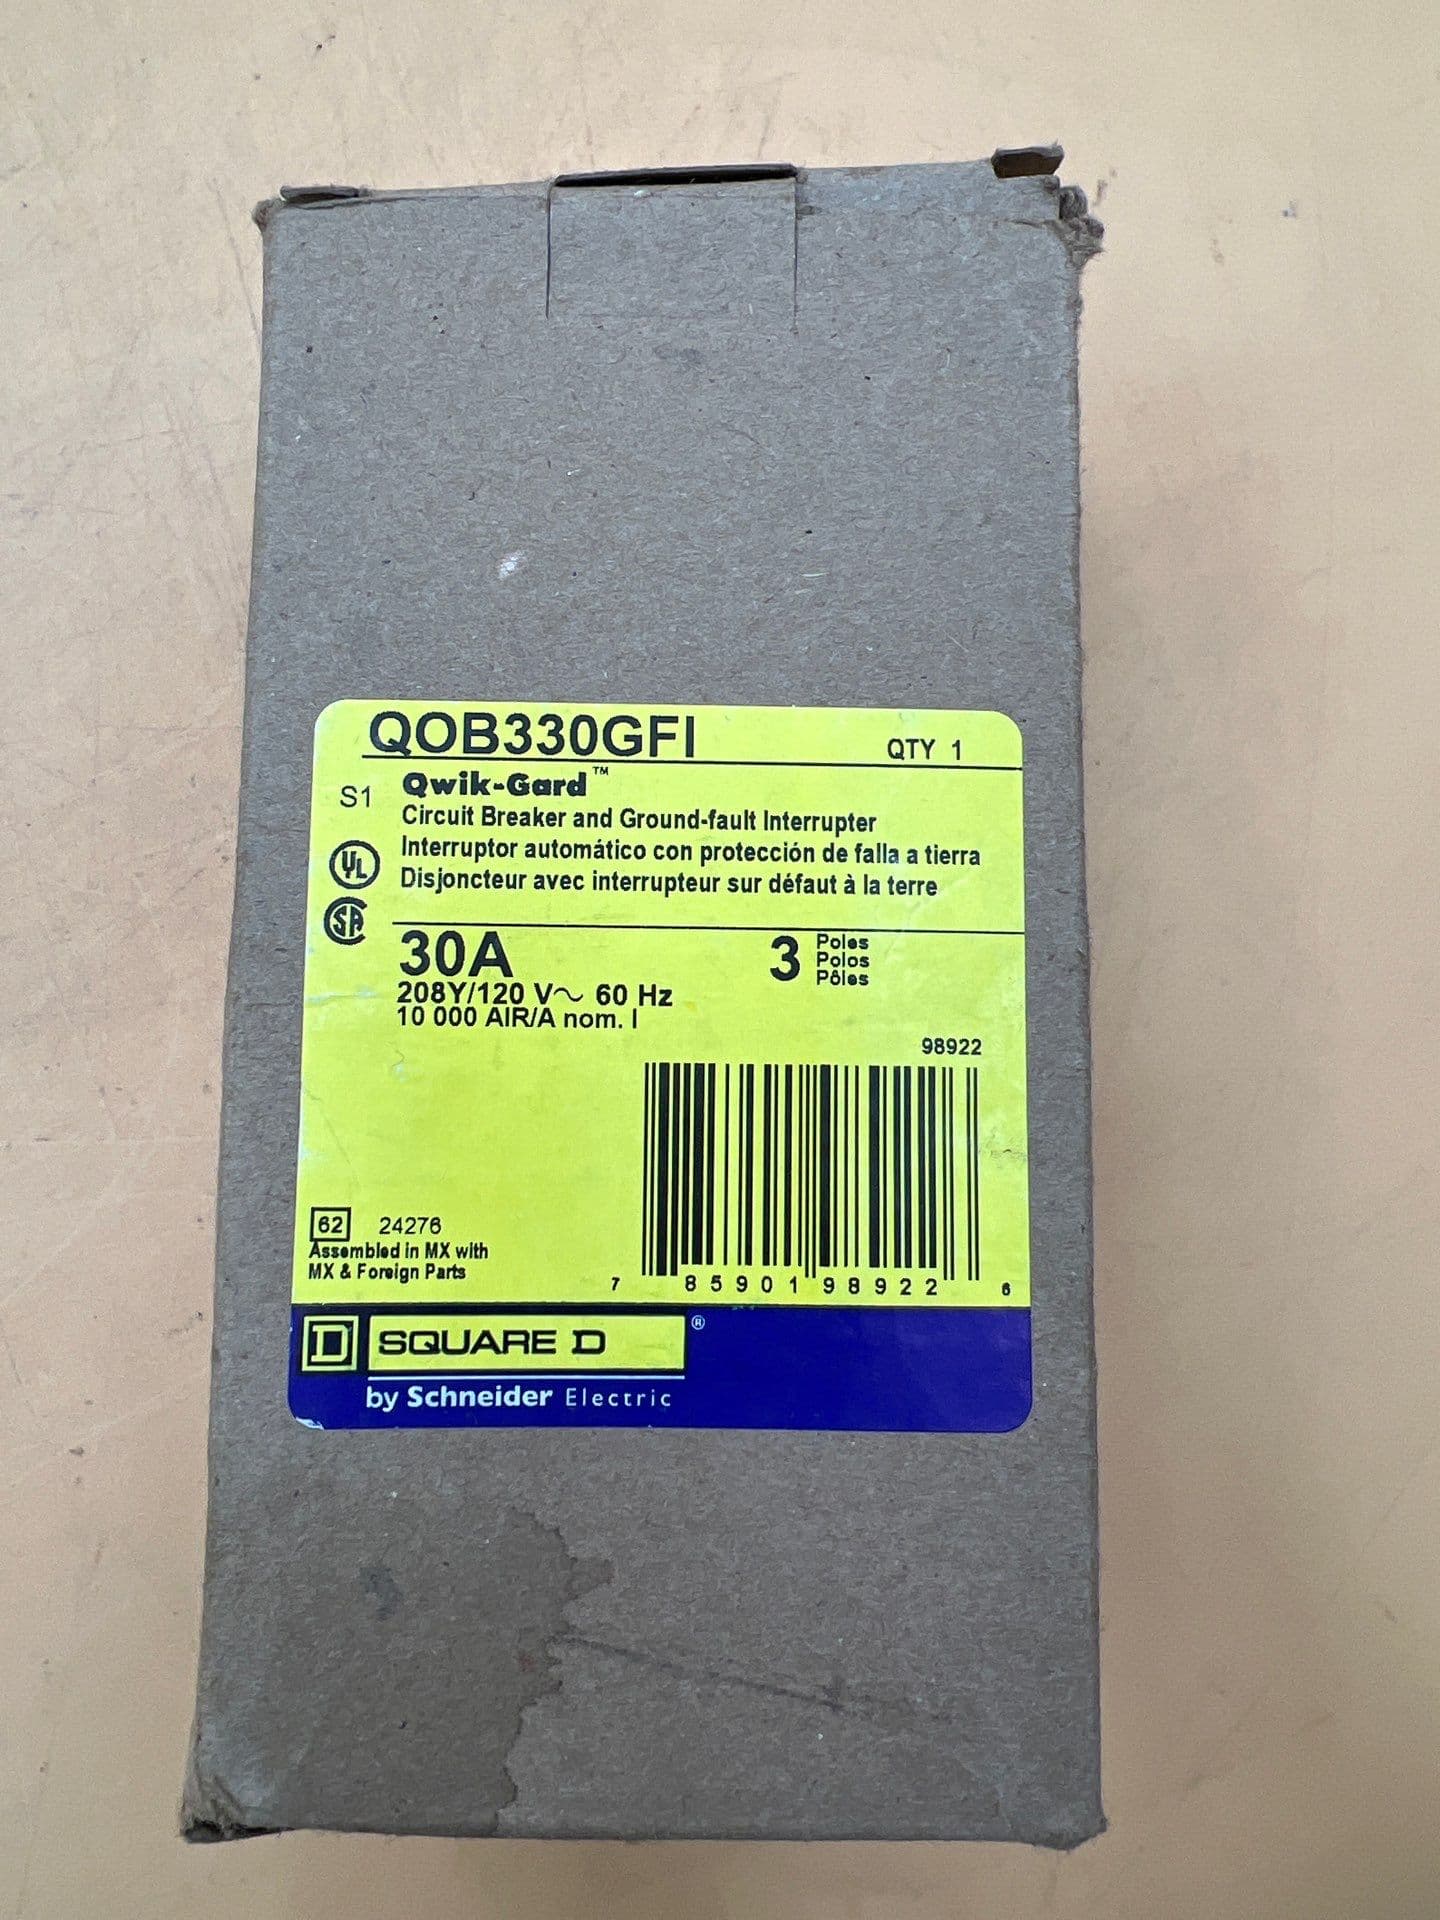 QOB330GFI QTY 1
S1 Qwik-Gard™
Circuit Breaker and Ground-fault Interrupter
Interruptor automático con protección de falla a tierra
Disjoncteur avec interrupteur sur défaut à la terre
UL
SA
30A 3 Poles
Polos
Pôles
208Y/120 V~ 60 Hz
10 000 AIR/A nom. I
98922
62 24276
Assembled in MX with
MX & Foreign Parts
7 85901 98922 6
D SQUARE D ®
by Schneider Electric